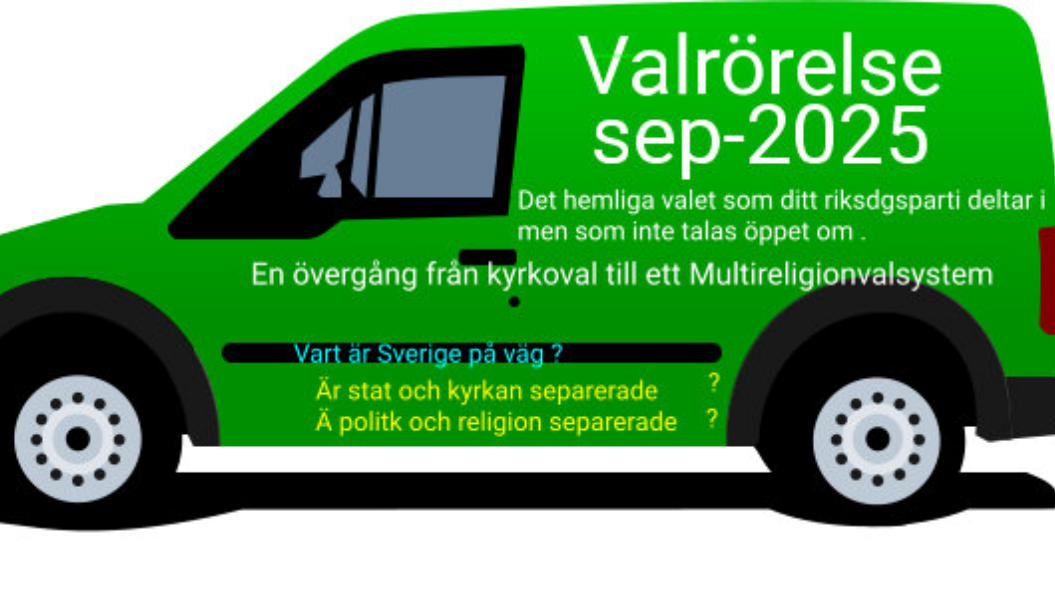 Valrörelse
sep-2025
Det hemliga valet som ditt riksdgsparti deltar i
men som inte talas öppet om .
En övergång från kyrkoval till ett Multireligionvalsystem
Vart är Sverige på väg ?
Är stat och kyrkan separerade ?
Ä politk och religion separerade ?